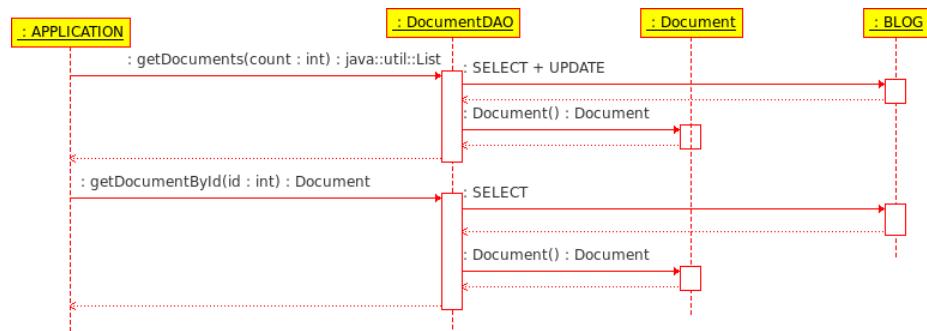 : APPLICATION
: DocumentDAO
: Document
: BLOG
: getDocuments(count : int) : java::util::List
: SELECT + UPDATE
: Document() : Document
: getDocumentById(id : int) : Document
: SELECT
: Document() : Document